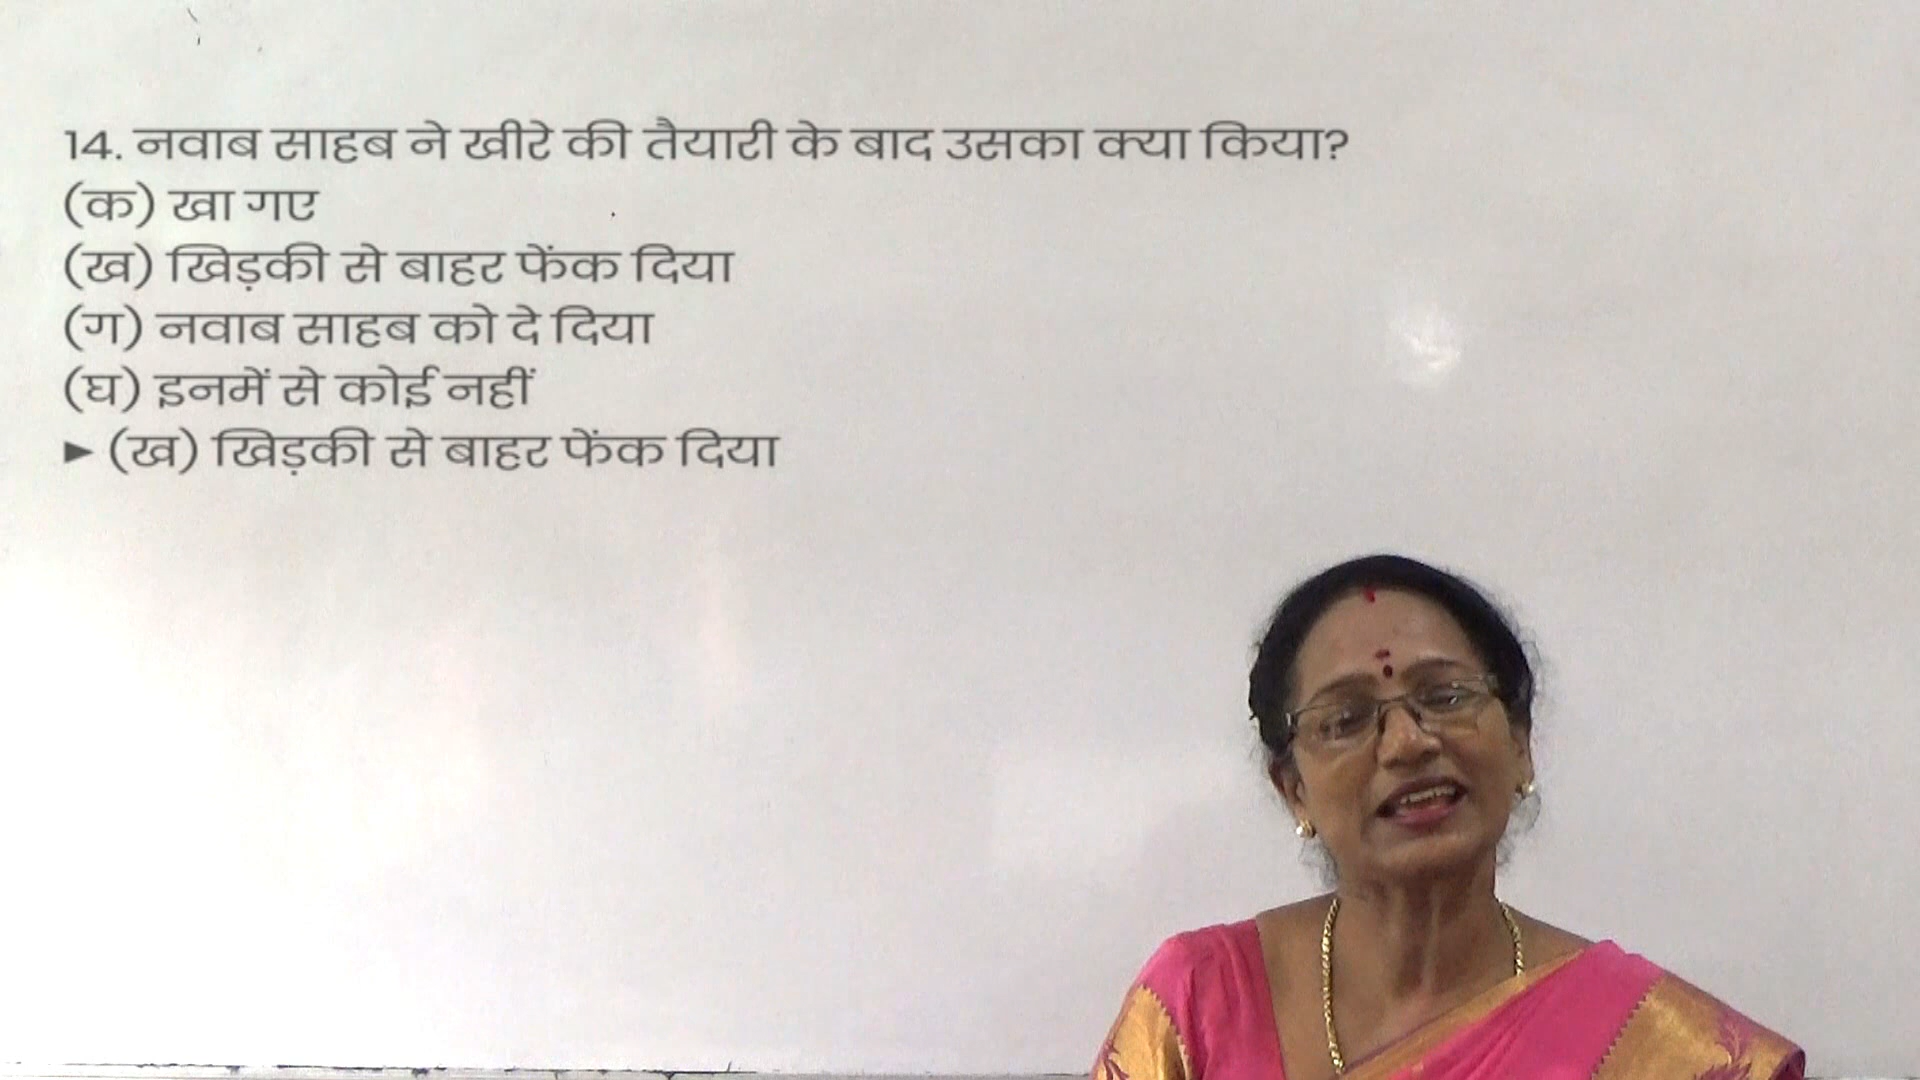 14. नवाब साहब ने खीरे की तैयारी के बाद उसका क्या किया?
(क) खा गए
(ख) खिड़की से बाहर फेंक दिया
(ग) नवाब साहब को दे दिया
(घ) इनमें से कोई नहीं
► (ख) खिड़की से बाहर फेंक दिया